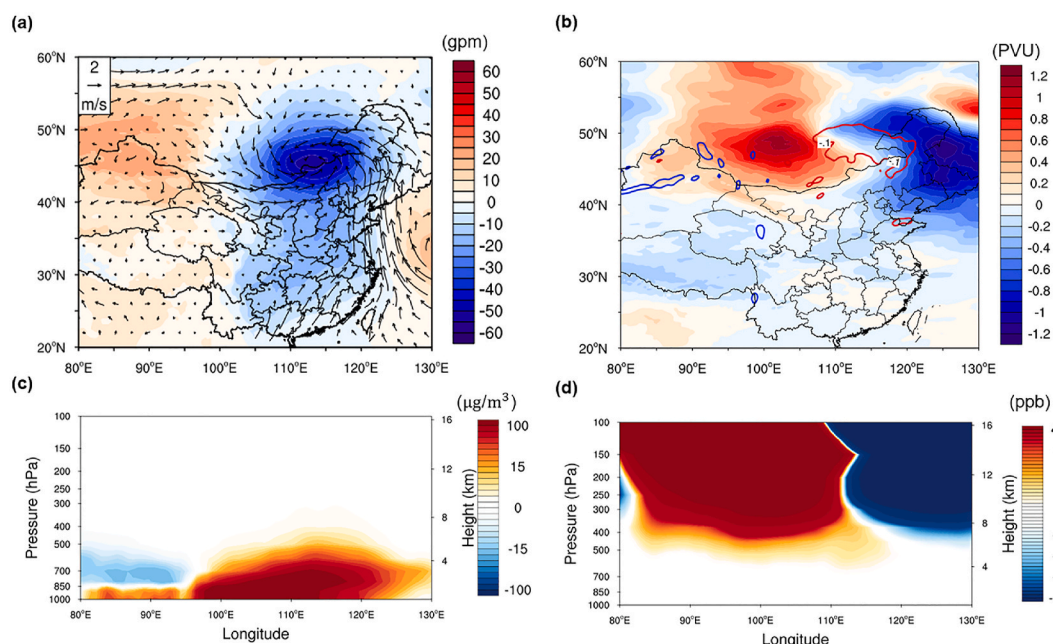 (a)
(gpm)
60°N
50°N
40°N
30°N
20°N
2
m/s
80°E 90°E 100°E 110°E 120°E 130°E
60
50
40
30
20
10
0
-10
-20
-30
-40
-50
-60
(b)
(PVU)
60°N
50°N
40°N
30°N
20°N
-.1
-.1
80°E 90°E 100°E 110°E 120°E 130°E
1.2
1
0.8
0.6
0.4
0.2
0
-0.2
-0.4
-0.6
-0.8
-1
-1.2
(c)
(μg/m³)
Pressure (hPa)
100
150
200
250
300
400
500
700
850
1000
16
12
8
4
Height (km)
100
15
0
-15
-100
80°E 90°E 100°E 110°E 120°E 130°E
Longitude
(d)
(ppb)
Pressure (hPa)
100
150
200
250
300
400
500
700
850
1000
16
12
8
4
Height (km)
80°E 90°E 100°E 110°E 120°E 130°E
Longitude